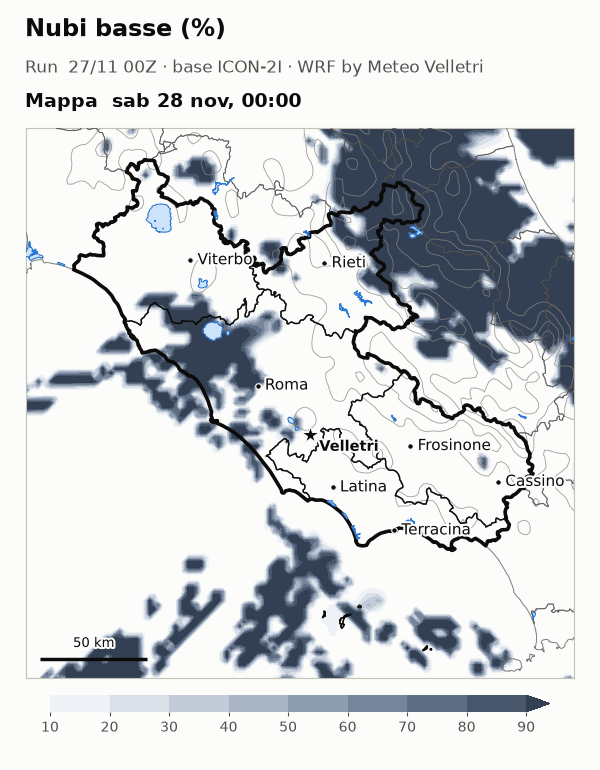 Nubi basse (%)
Run 27/11 00Z · base ICON-2I · WRF by Meteo Velletri
Mappa sab 28 nov, 00:00
Viterbo
Rieti
Roma
Velletri
Frosinone
Cassino
Latina
Terracina
50 km
10 20 30 40 50 60 70 80 90